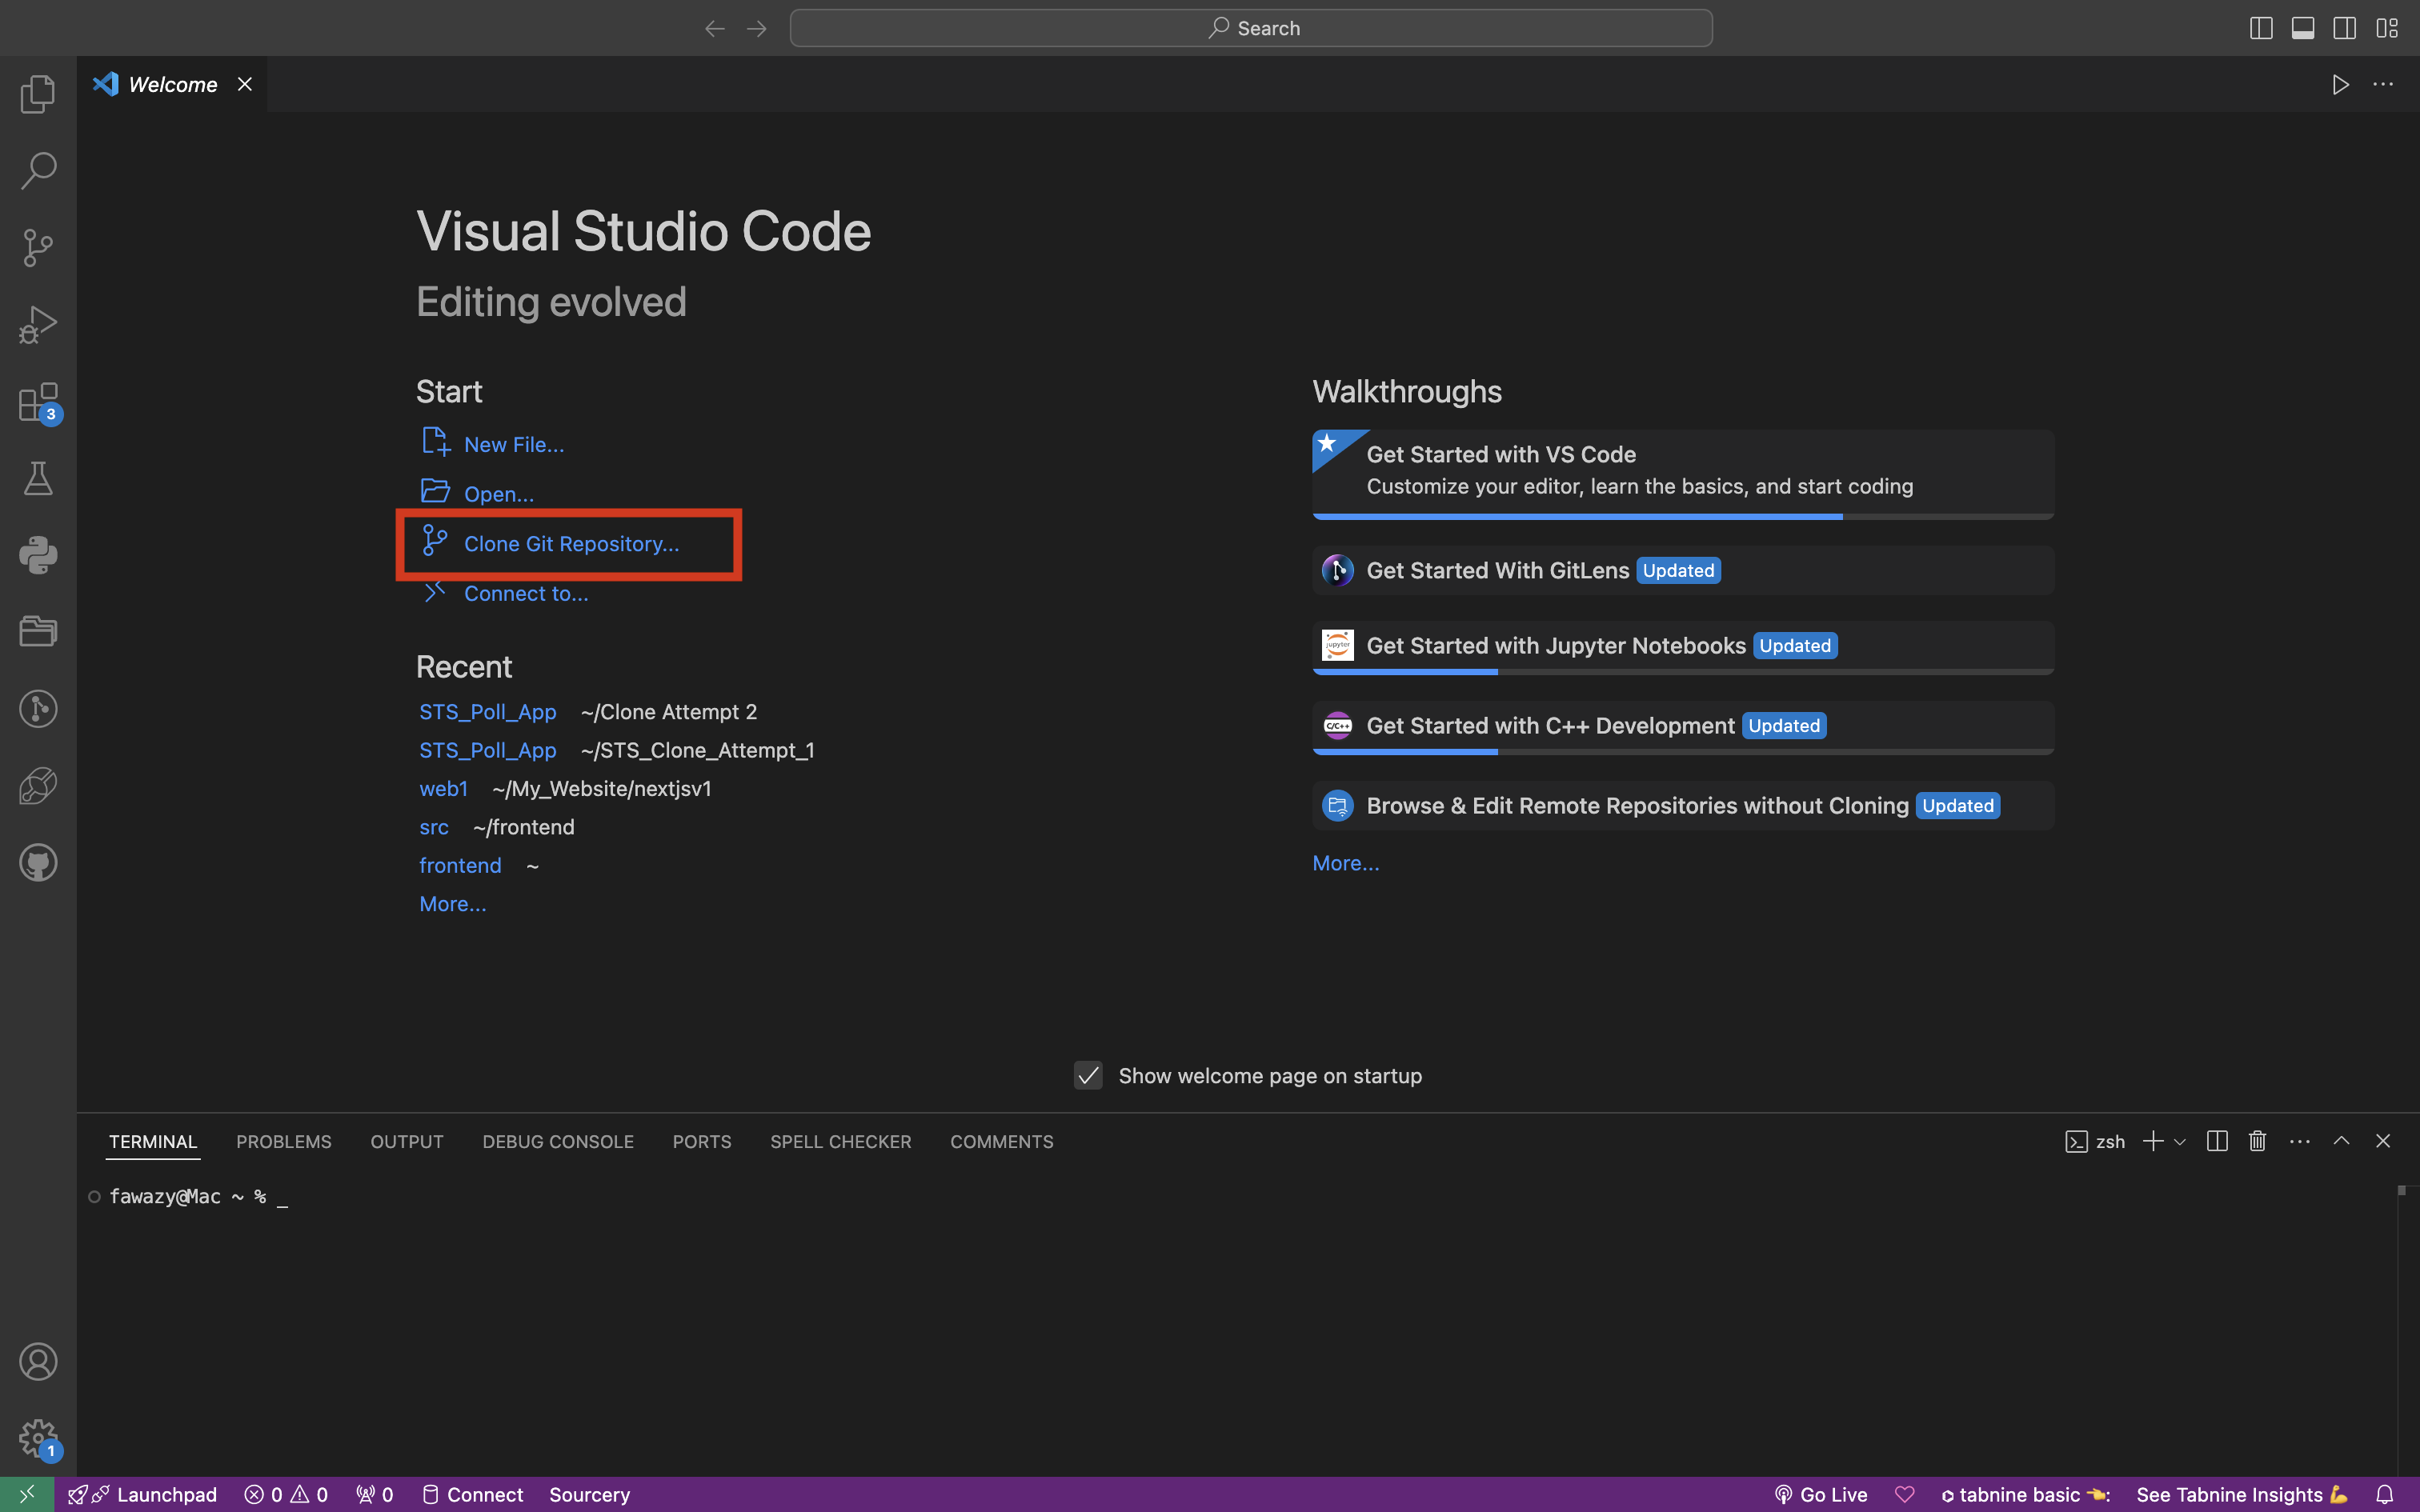 Search
Welcome
Visual Studio Code
Editing evolved
Start
New File...
Open...
Clone Git Repository...
Connect to...
Recent
STS_Poll_App ~/Clone Attempt 2
STS_Poll_App ~/STS_Clone_Attempt_1
web1 ~/My_Website/nextjsv1
src ~/frontend
frontend ~
More...
Walkthroughs
Get Started with VS Code
Customize your editor, learn the basics, and start coding
Get Started With GitLens Updated
jupyter
Get Started with Jupyter Notebooks Updated
C/C++
Get Started with C++ Development Updated
Browse & Edit Remote Repositories without Cloning Updated
More...
Show welcome page on startup
3
1
TERMINAL PROBLEMS OUTPUT DEBUG CONSOLE PORTS SPELL CHECKER COMMENTS
zsh
fawazy@Mac ~ % _
Launchpad 0 0 0 Connect Sourcery
Go Live tabnine basic 👈: See Tabnine Insights 💪